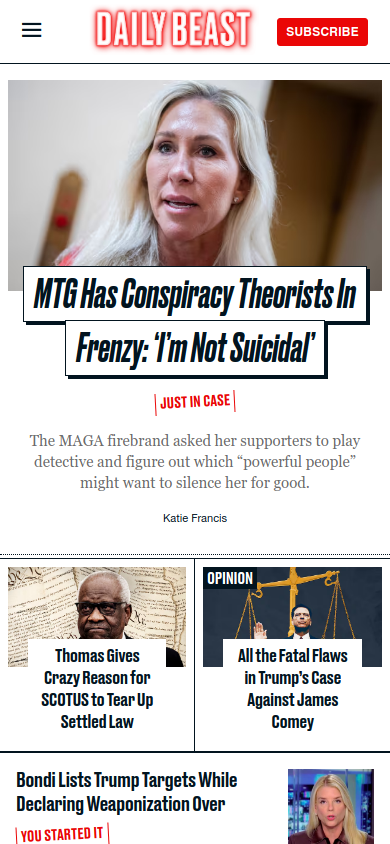 DAILY BEAST
SUBSCRIBE
MTG Has Conspiracy Theorists In
Frenzy: ‘I’m Not Suicidal’
JUST IN CASE
The MAGA firebrand asked her supporters to play
detective and figure out which “powerful people”
might want to silence her for good.
Katie Francis
Thomas Gives
Crazy Reason for
SCOTUS to Tear Up
Settled Law
OPINION
All the Fatal Flaws
in Trump’s Case
Against James
Comey
Bondi Lists Trump Targets While
Declaring Weaponization Over
YOU STARTED IT